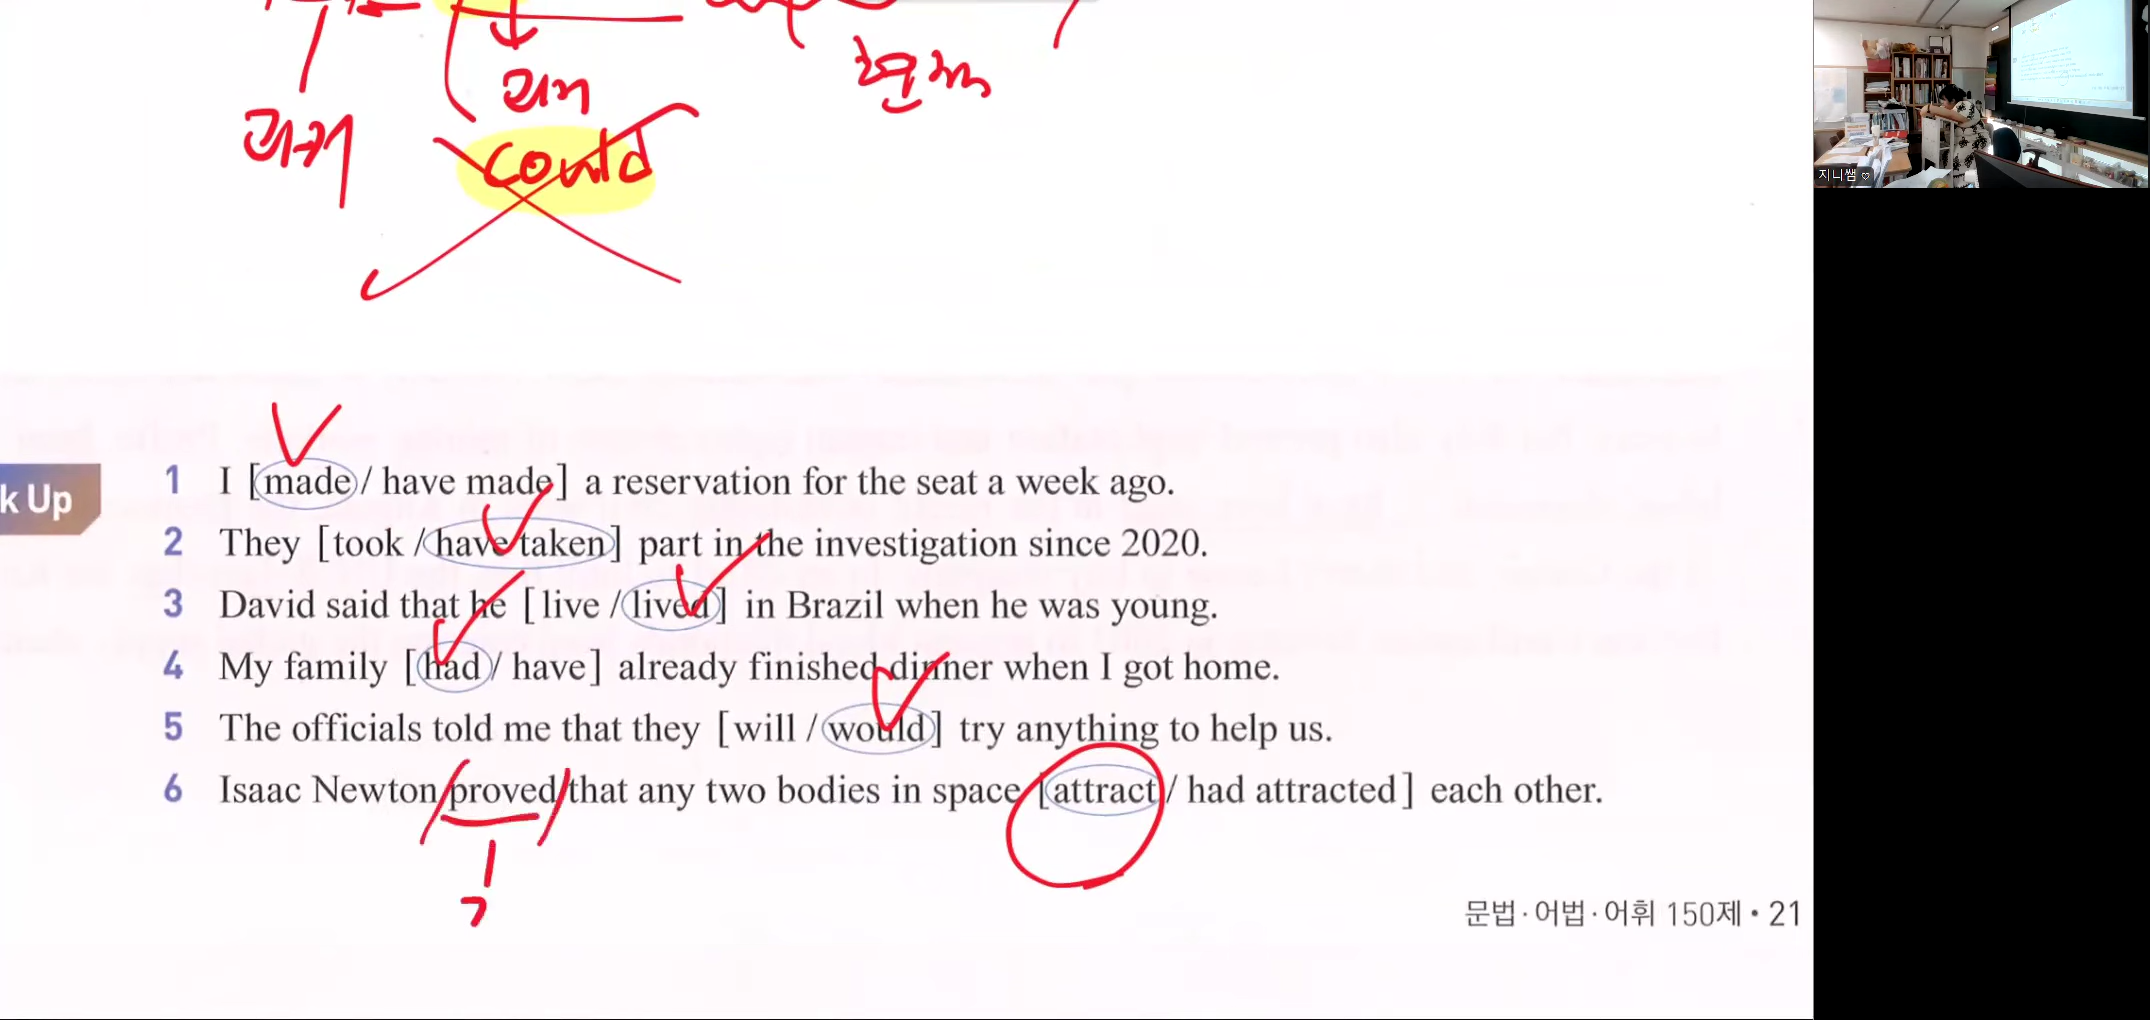 현재
과거
could
지니쌤 ♡
k Up
1 I [made / have made] a reservation for the seat a week ago.
2 They [took / have taken] part in the investigation since 2020.
3 David said that he [live / lived] in Brazil when he was young.
4 My family [had / have] already finished dinner when I got home.
5 The officials told me that they [will / would] try anything to help us.
6 Isaac Newton proved that any two bodies in space [attract / had attracted] each other.
문법·어법·어휘 150제 • 21